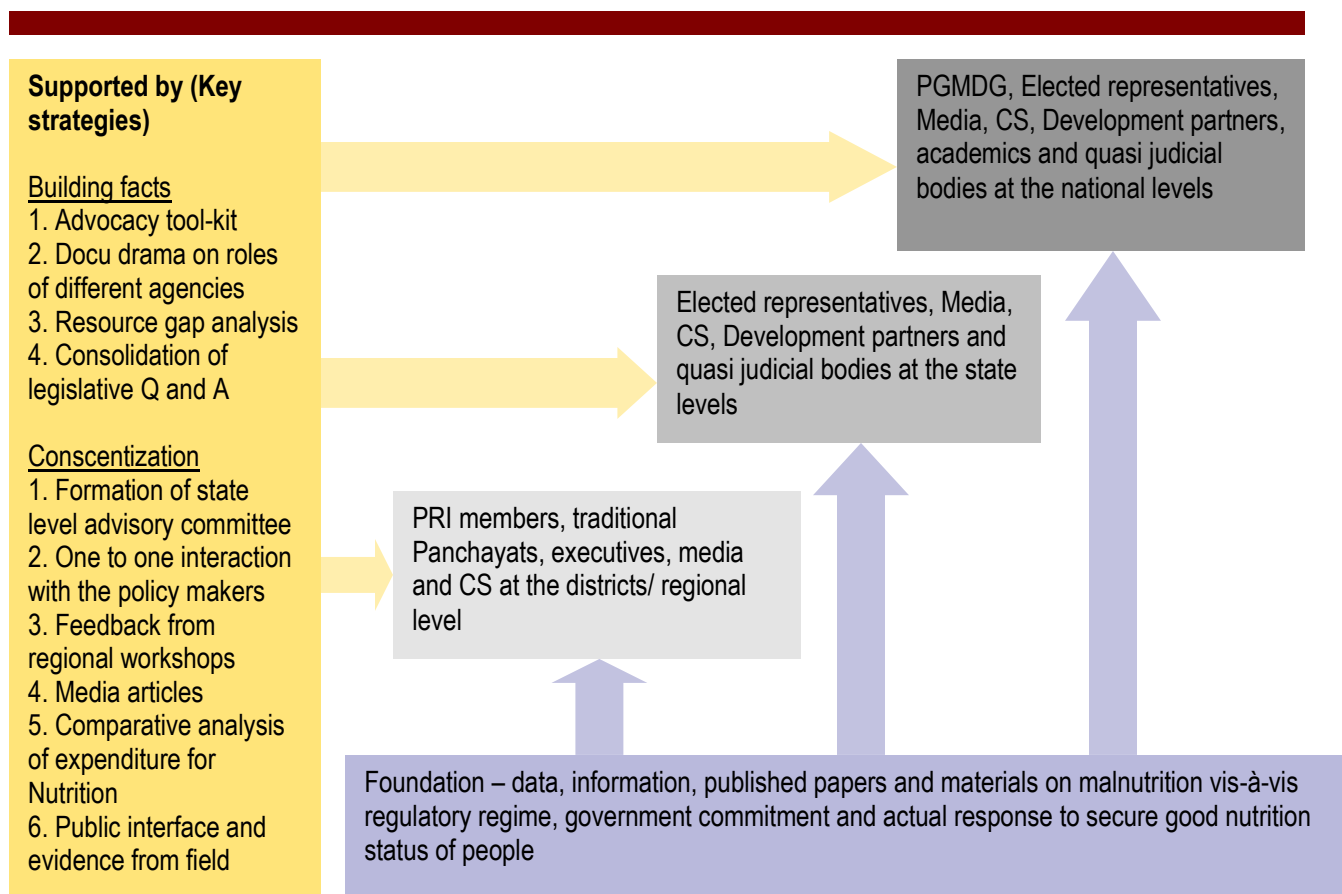 Supported by (Key
strategies)
Building facts
1. Advocacy tool-kit
2. Docu drama on roles
of different agencies
3. Resource gap analysis
4. Consolidation of
legislative Q and A
Conscentization
1. Formation of state
level advisory committee
2. One to one interaction
with the policy makers
3. Feedback from
regional workshops
4. Media articles
5. Comparative analysis
of expenditure for
Nutrition
6. Public interface and
evidence from field
PGMDG, Elected representatives,
Media, CS, Development partners,
academics and quasi judicial
bodies at the national levels
Elected representatives, Media,
CS, Development partners and
quasi judicial bodies at the state
levels
PRI members, traditional
Panchayats, executives, media
and CS at the districts/ regional
level
Foundation – data, information, published papers and materials on malnutrition vis-à-vis
regulatory regime, government commitment and actual response to secure good nutrition
status of people